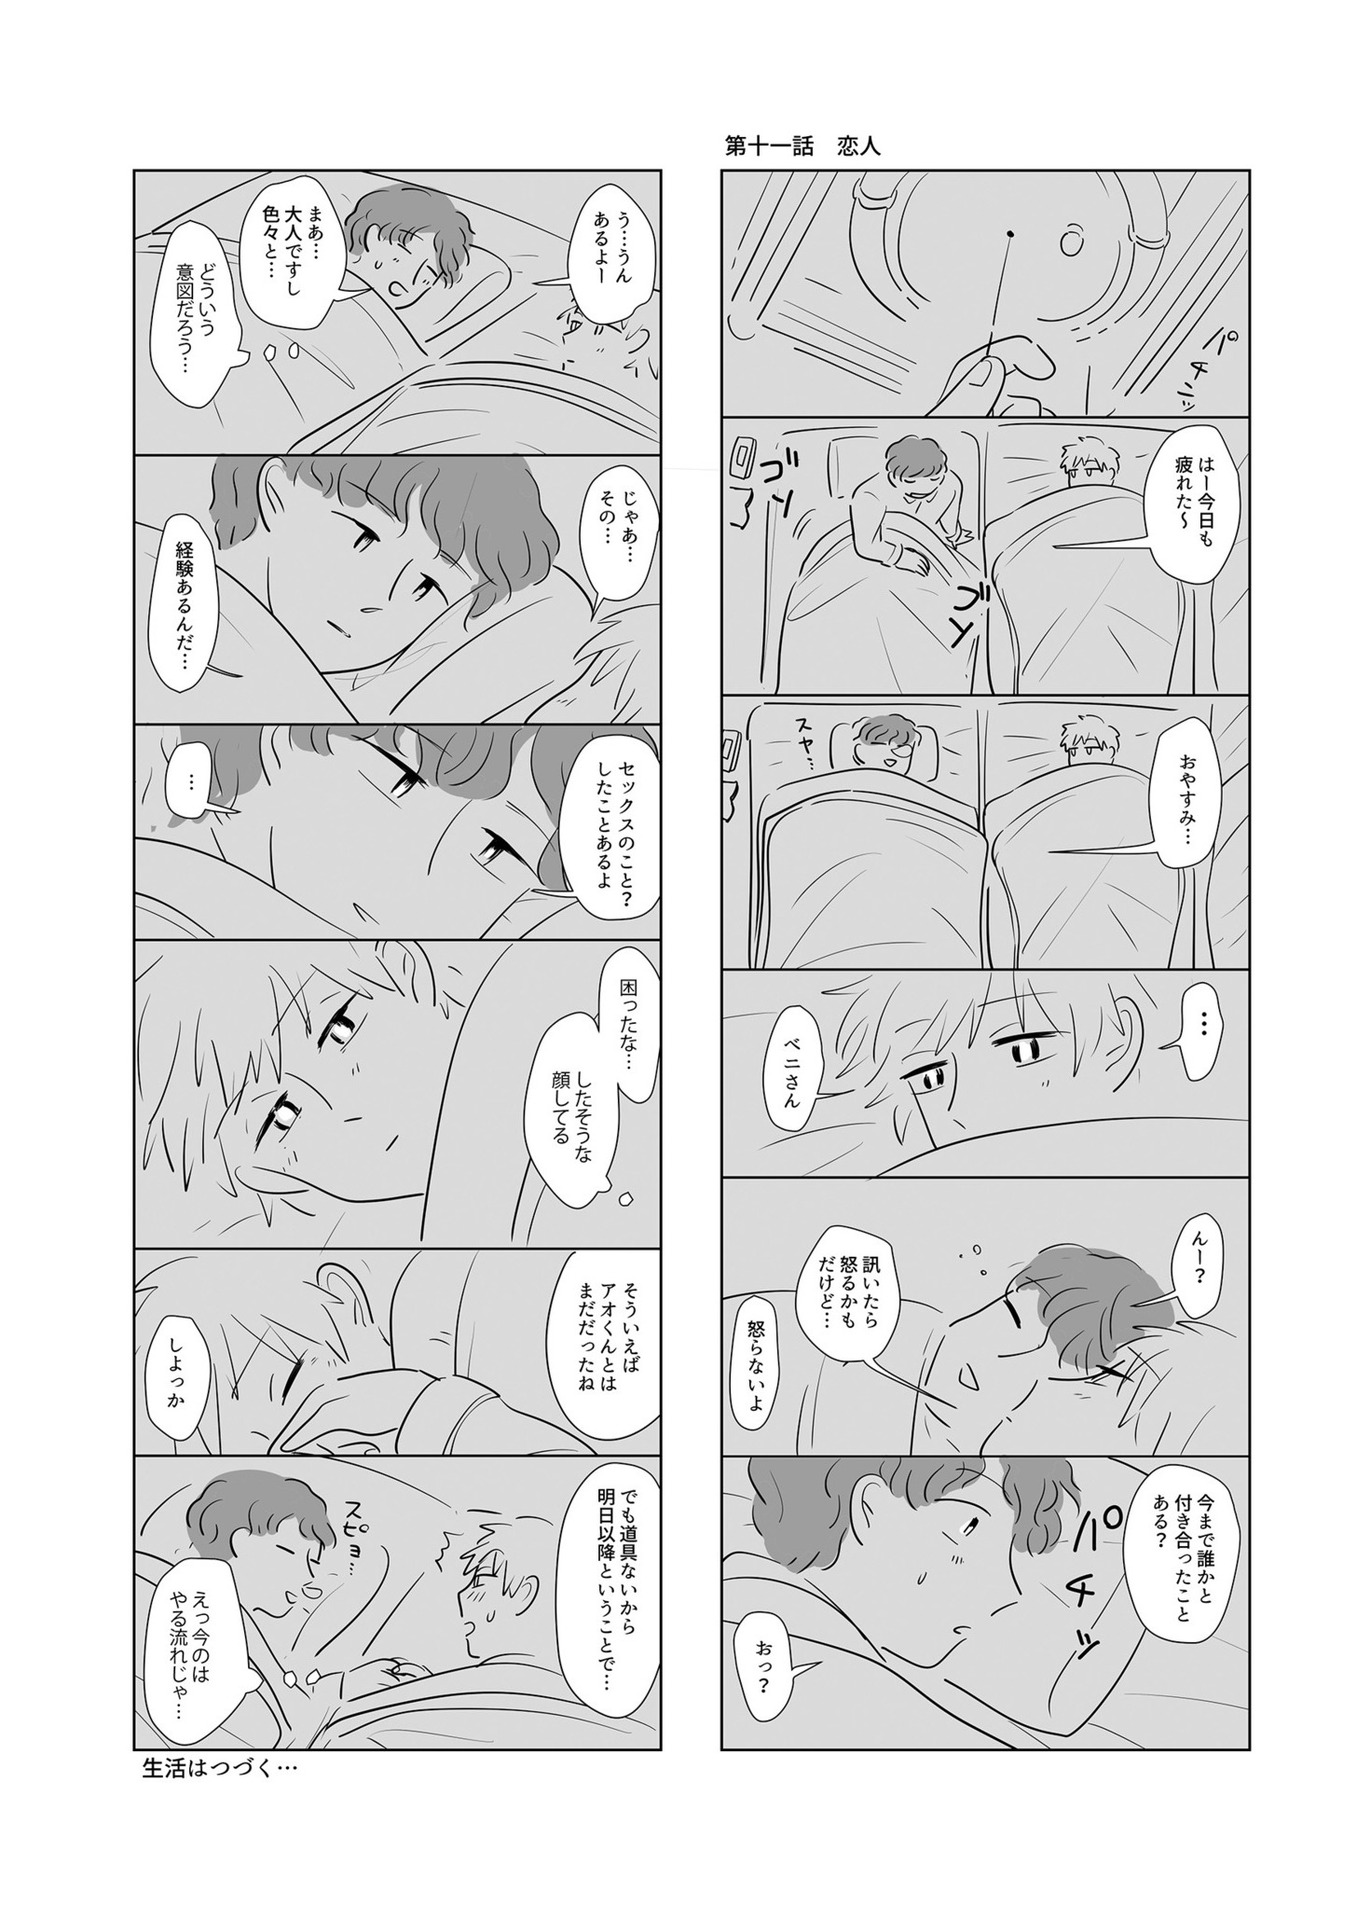 第十一話　恋人
パチンッ
はー今日も
疲れた～
ゴソ
ゴソ
おやすみ…
スヤ…
…
ベニさん
んー？
訊いたら
怒るかも
だけど…
怒らないよ
今まで誰かと
付き合ったこと
ある？
パチッ
おっ？
う…うん
あるよー
まあ…
大人ですし
色々と…
どういう
意図だろう…
じゃあ…
その…
経験あるんだ…
セックスのこと？
したことあるよ
…
困ったな…
したそうな
顔してる
そういえば
アオくんとは
まだだったね
しよっか
でも道具ないから
明日以降ということで…
スピョ…
えっ今のは
やる流れじゃ…
生活はつづく…